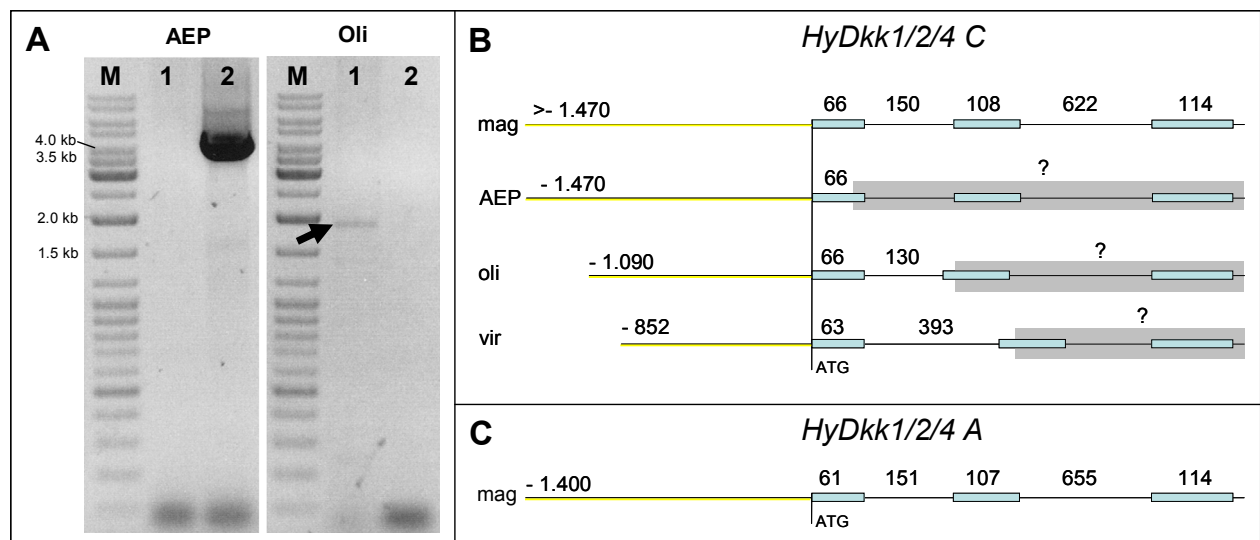 A
AEP Oli
M 1 2 M 1 2
4.0 kb
3.5 kb
2.0 kb
1.5 kb
B HyDkk1/2/4 C
>- 1.470 66 150 108 622 114
mag
- 1.470 66 ?
AEP
- 1.090 66 130 ?
oli
- 852 63 393 ?
vir
ATG
C HyDkk1/2/4 A
- 1.400 61 151 107 655 114
mag
ATG